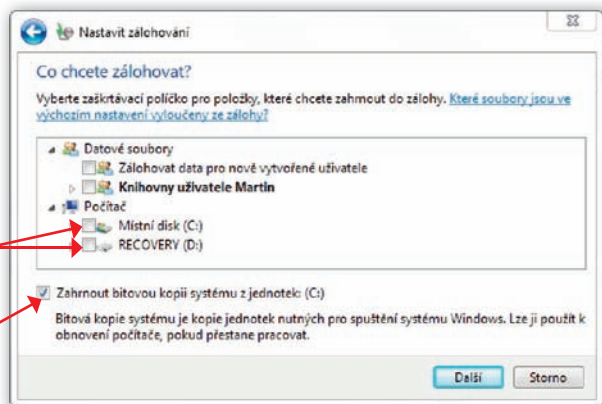 Nastavit zálohování
Co chcete zálohovat?
Vyberte zaškrtávací políčko pro položky, které chcete zahrnout do zálohy. Které soubory jsou ve
výchozím nastavení vyloučeny ze zálohy?
Datové soubory
Zálohovat data pro nově vytvořené uživatele
Knihovny uživatele Martin
Počítač
Místní disk (C:)
RECOVERY (D:)
Zahrnout bitovou kopii systému z jednotek: (C:)
Bitová kopie systému je kopie jednotek nutných pro spuštění systému Windows. Lze ji použít k
obnovení počítače, pokud přestane pracovat.
Další Storno